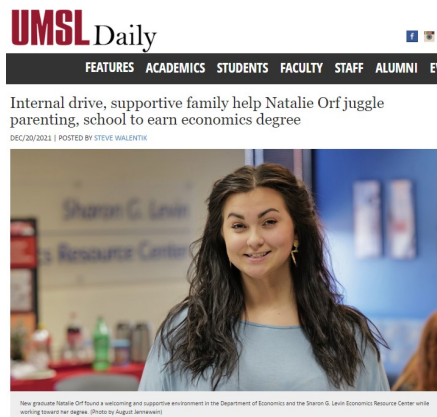 UMSL Daily
FEATURES ACADEMICS STUDENTS FACULTY STAFF ALUMNI
Internal drive, supportive family help Natalie Orf juggle
parenting, school to earn economics degree
DEC/20/2021 | POSTED BY STEVE WALENTIK
Sharon G. Levin
Resource Center
New graduate Natalie Orf found a welcoming and supportive environment in the Department of Economics and the Sharon G. Levin Economics Resource Center while
working toward her degree. (Photo by August Jennewein)